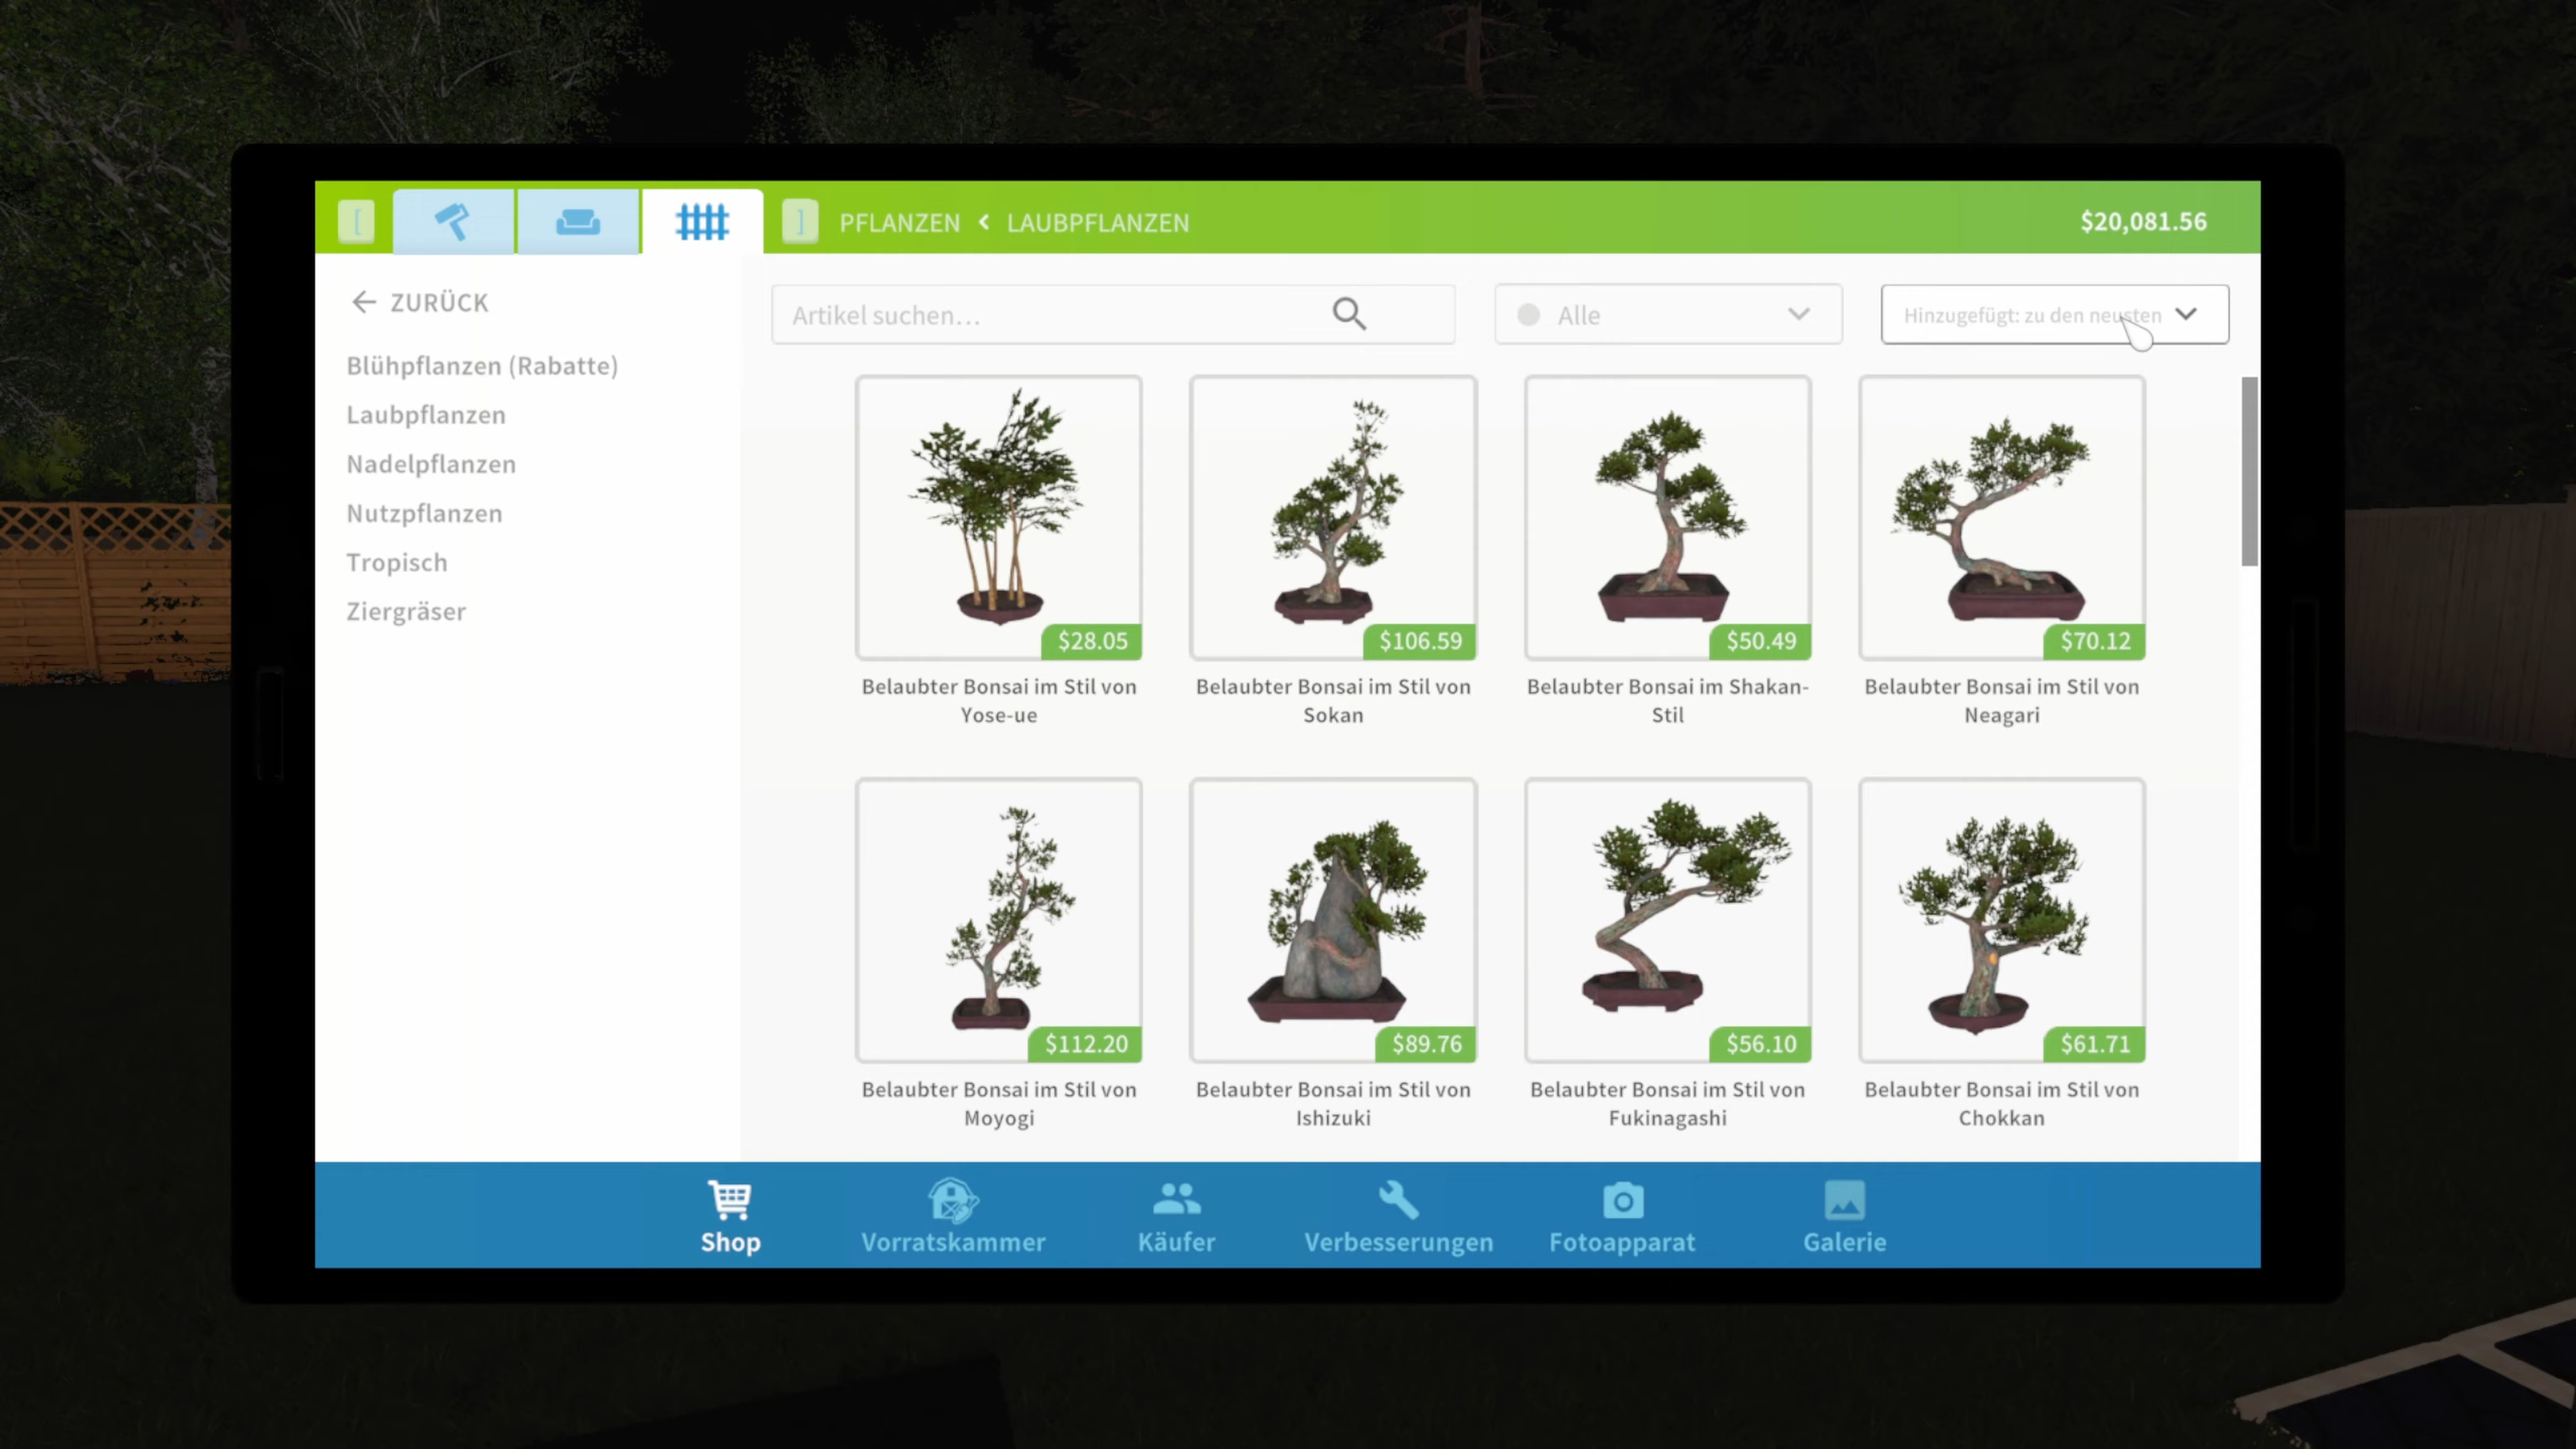 [
]
PFLANZEN < LAUBPFLANZEN
$20,081.56
← ZURÜCK
Blühpflanzen (Rabatte)
Laubpflanzen
Nadelpflanzen
Nutzpflanzen
Tropisch
Ziergräser
Artikel suchen...
Alle
Hinzugefügt: zu den neusten
$28.05
Belaubter Bonsai im Stil von
Yose-ue
$106.59
Belaubter Bonsai im Stil von
Sokan
$50.49
Belaubter Bonsai im Shakan-
Stil
$70.12
Belaubter Bonsai im Stil von
Neagari
$112.20
Belaubter Bonsai im Stil von
Moyogi
$89.76
Belaubter Bonsai im Stil von
Ishizuki
$56.10
Belaubter Bonsai im Stil von
Fukinagashi
$61.71
Belaubter Bonsai im Stil von
Chokkan
Shop
Vorratskammer
Käufer
Verbesserungen
Fotoapparat
Galerie